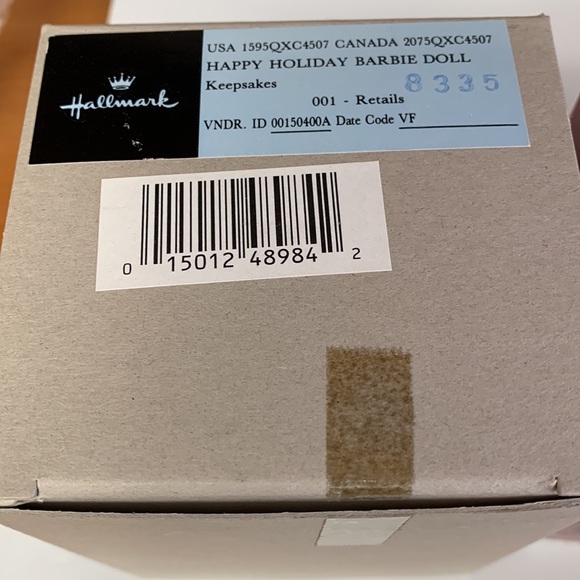 Hallmark
USA 1595QXC4507 CANADA 2075QXC4507
HAPPY HOLIDAY BARBIE DOLL
Keepsakes 8335
001 - Retails
VNDR. ID 00150400A Date Code VF
0 15012 48984 2